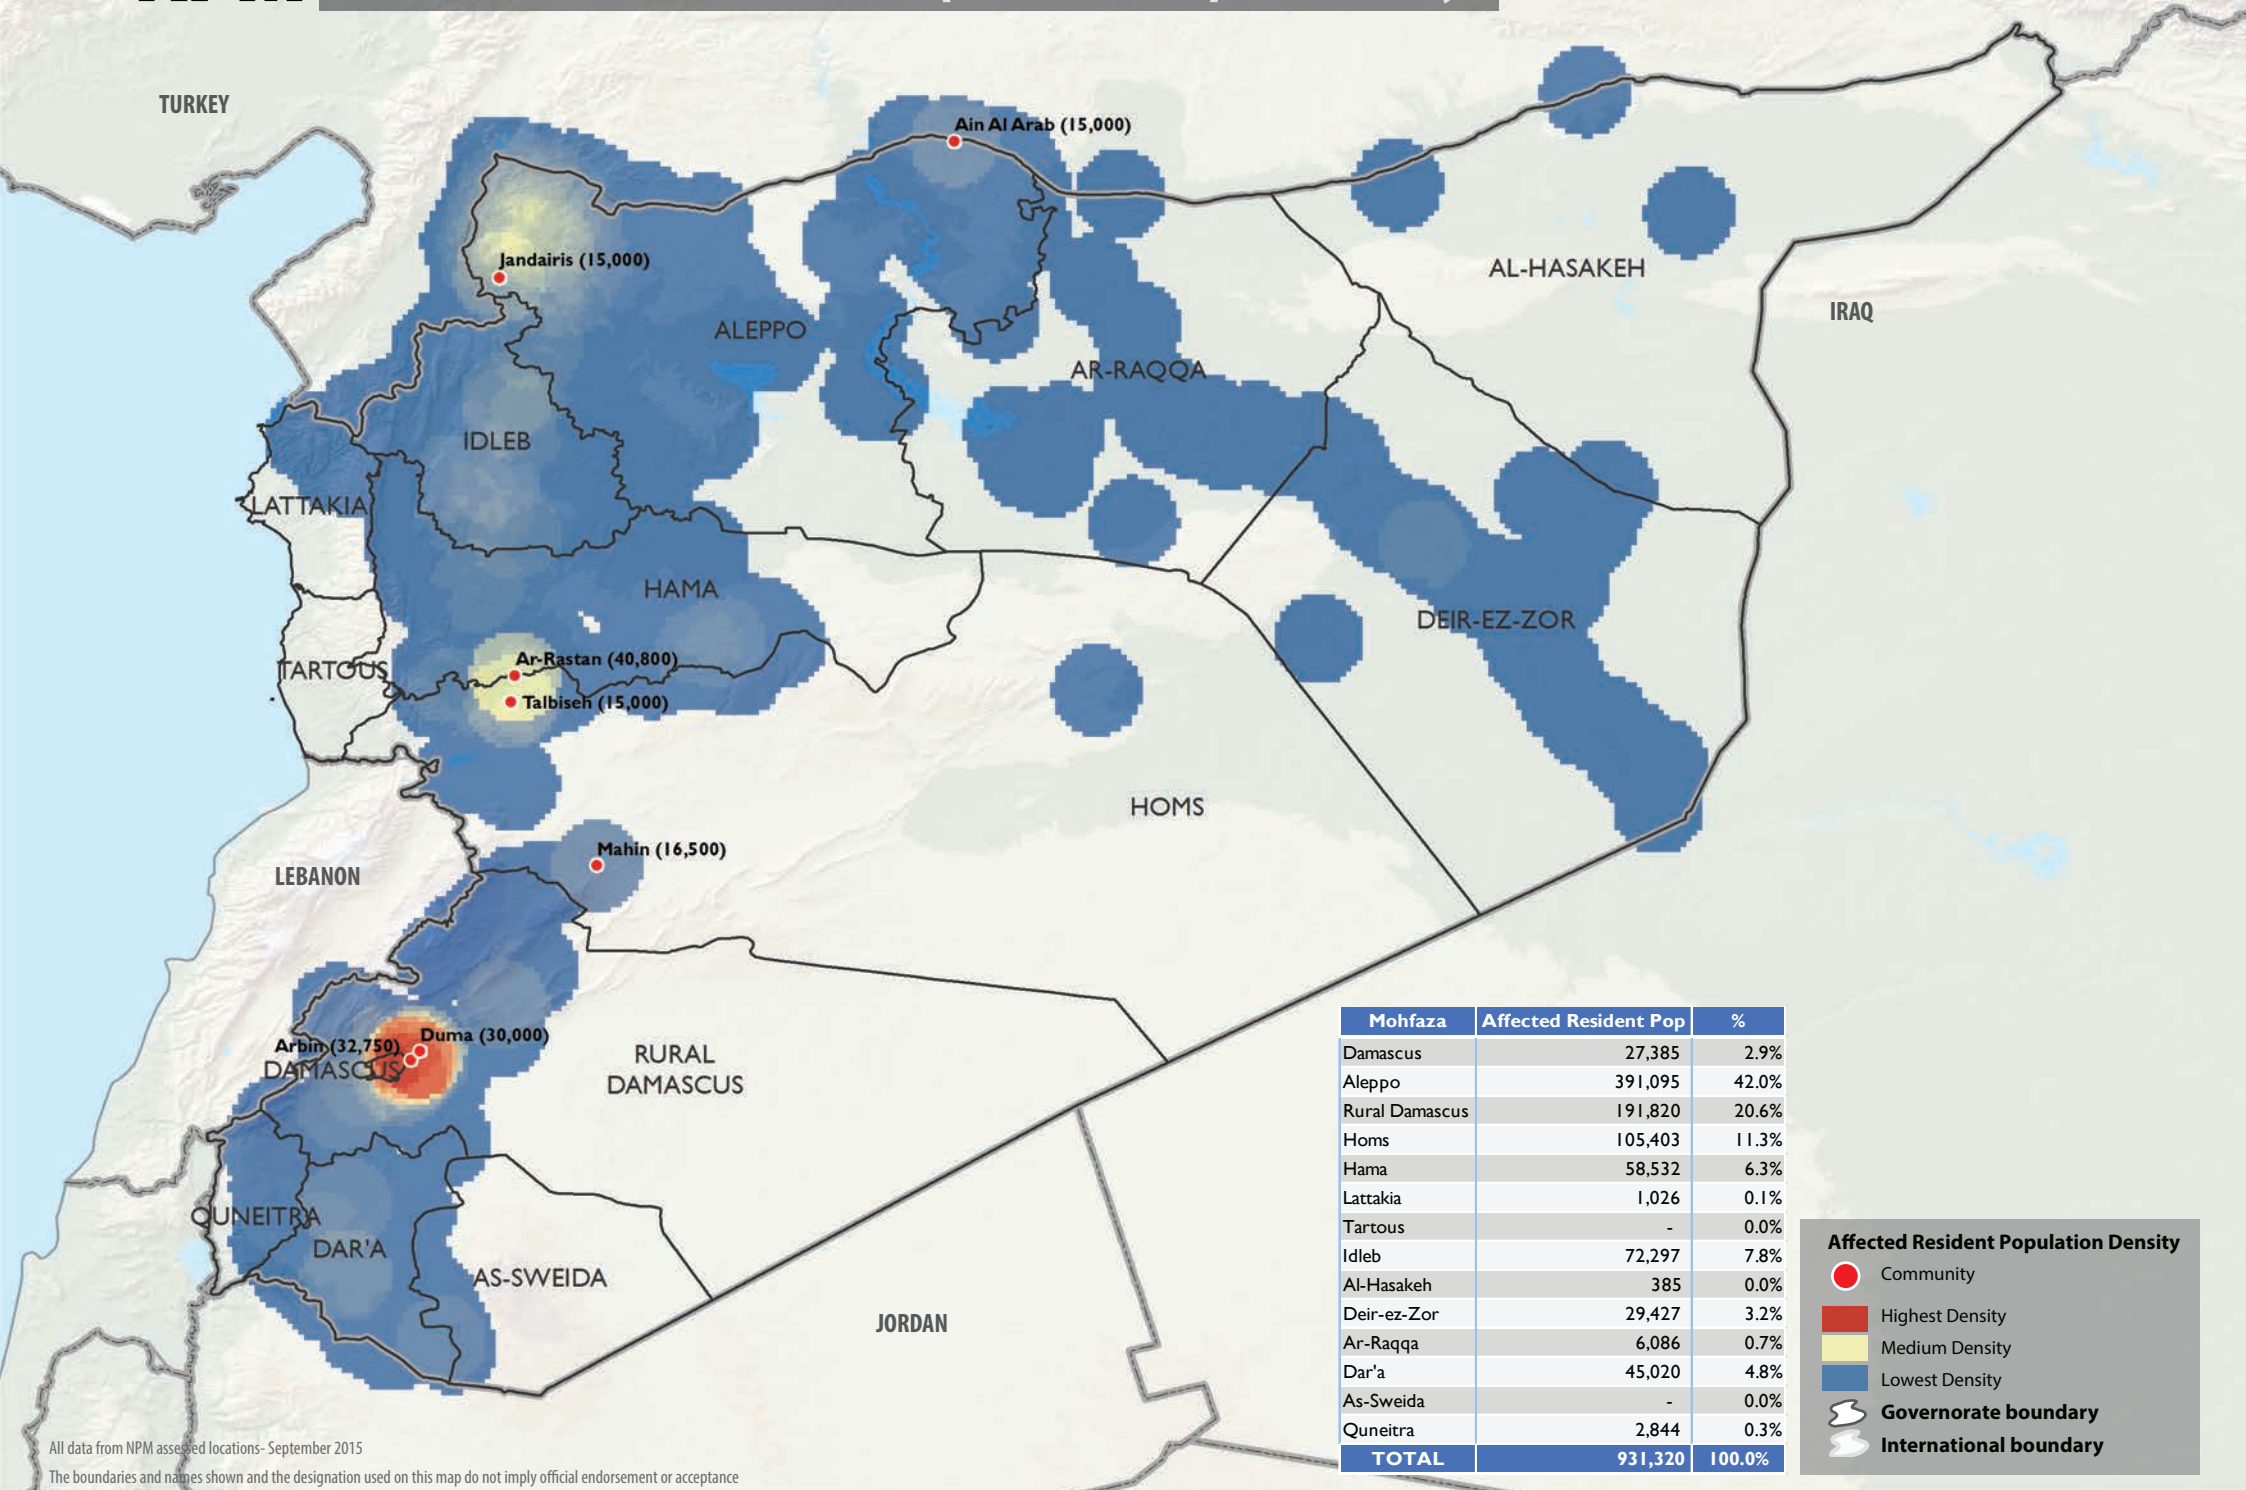 TURKEY
Ain Al Arab (15,000)
Jandairis (15,000)
AL-HASAKEH
IRAQ
ALEPPO
AR-RAQQA
IDLEB
LATTAKIA
HAMA
DEIR-EZ-ZOR
Ar-Rastan (40,800)
TARTOUS
Talbiseh (15,000)
HOMS
Mahin (16,500)
LEBANON
Duma (30,000)
Arbin (32,750)
DAMASCUS
RURAL
DAMASCUS
QUNEITRA
DAR'A
AS-SWEIDA
JORDAN
Mohfaza Affected Resident Pop %
Damascus 27,385 2.9%
Aleppo 391,095 42.0%
Rural Damascus 191,820 20.6%
Homs 105,403 11.3%
Hama 58,532 6.3%
Lattakia 1,026 0.1%
Tartous - 0.0%
Idleb 72,297 7.8%
Al-Hasakeh 385 0.0%
Deir-ez-Zor 29,427 3.2%
Ar-Raqqa 6,086 0.7%
Dar'a 45,020 4.8%
As-Sweida - 0.0%
Quneitra 2,844 0.3%
TOTAL 931,320 100.0%
Affected Resident Population Density
Community
Highest Density
Medium Density
Lowest Density
Governorate boundary
International boundary
All data from NPM assessed locations- September 2015
The boundaries and names shown and the designation used on this map do not imply official endorsement or acceptance